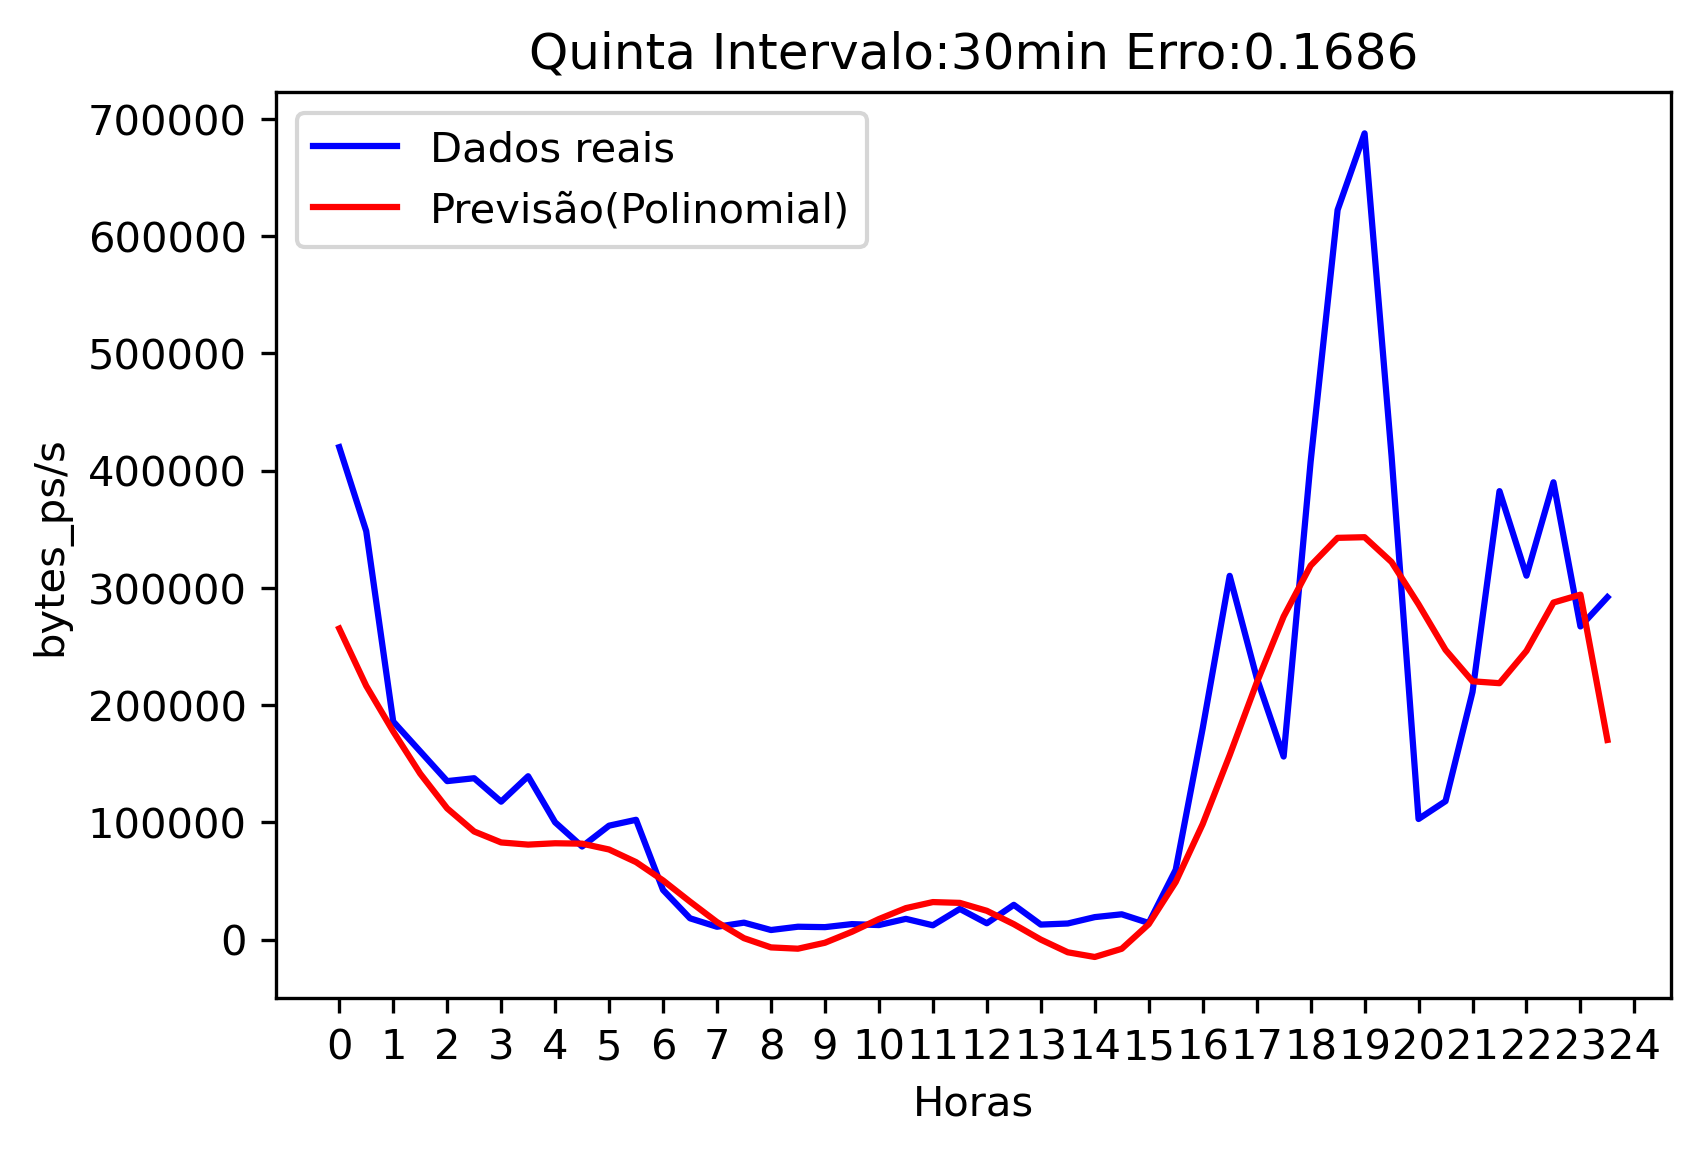 Quinta Intervalo:30min Erro:0.1686
Dados reais
Previsão(Polinomial)
700000
600000
500000
400000
300000
200000
100000
0
bytes_ps/s
0 1 2 3 4 5 6 7 8 9 10 11 12 13 14 15 16 17 18 19 20 21 22 23 24
Horas